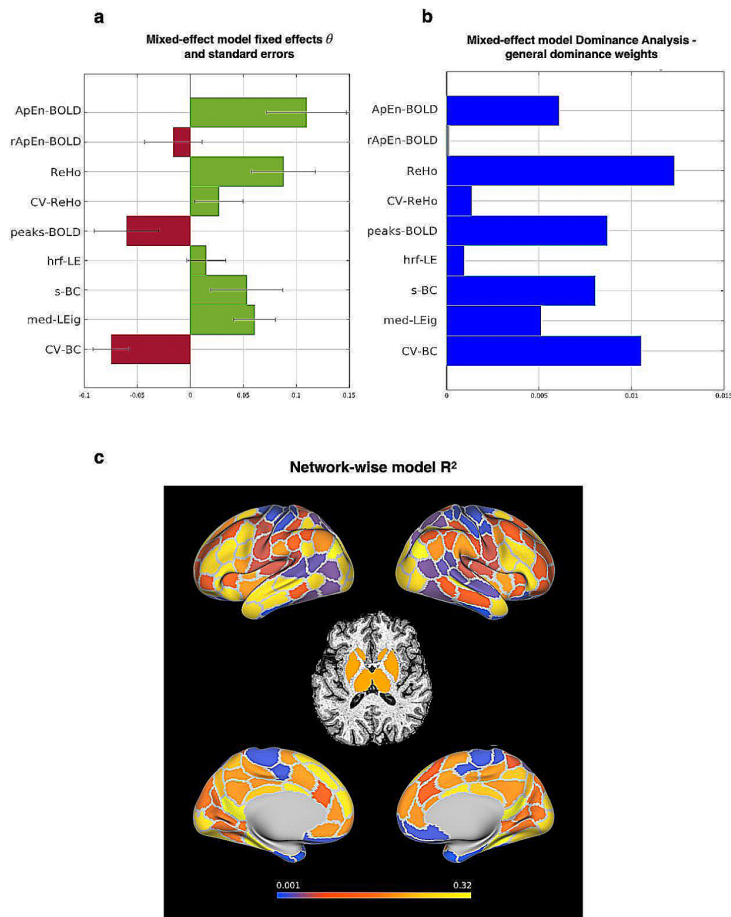 a
Mixed-effect model fixed effects θ
and standard errors
ApEn-BOLD
rApEn-BOLD
ReHo
CV-ReHo
peaks-BOLD
hrf-LE
s-BC
med-LEig
CV-BC
-0.1 -0.05 0 0.05 0.1 0.15
b
Mixed-effect model Dominance Analysis -
general dominance weights
ApEn-BOLD
rApEn-BOLD
ReHo
CV-ReHo
peaks-BOLD
hrf-LE
s-BC
med-LEig
CV-BC
0 0.005 0.01 0.015
c
Network-wise model R²
0.001 0.32